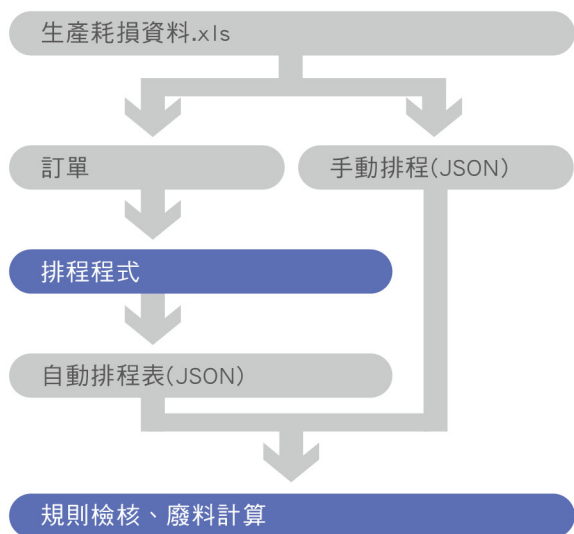 生產耗損資料.xls
訂單
手動排程(JSON)
排程程式
自動排程表(JSON)
規則檢核、廢料計算